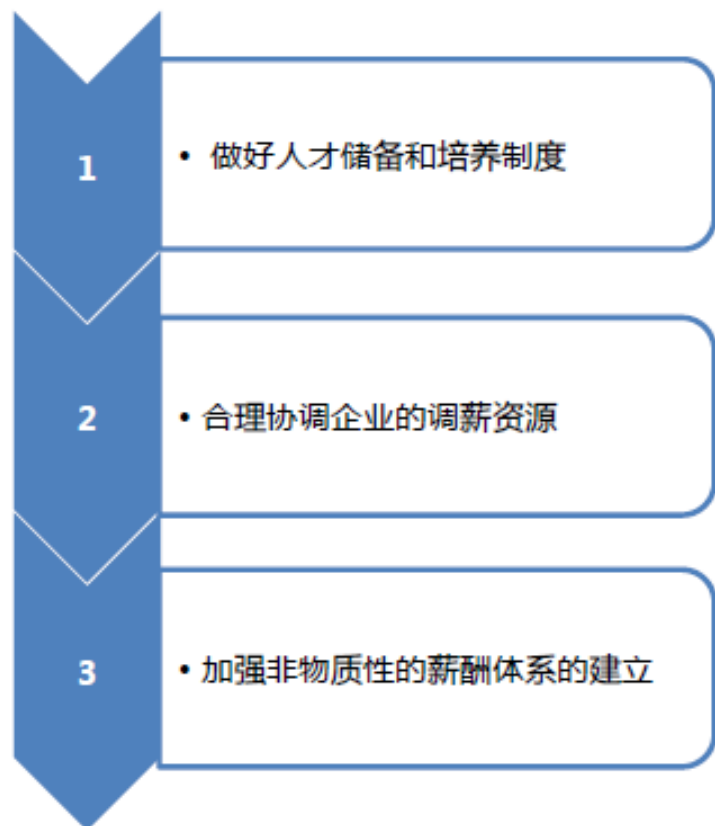 1
• 做好人才储备和培养制度
2
• 合理协调企业的调薪资源
3
• 加强非物质性的薪酬体系的建立